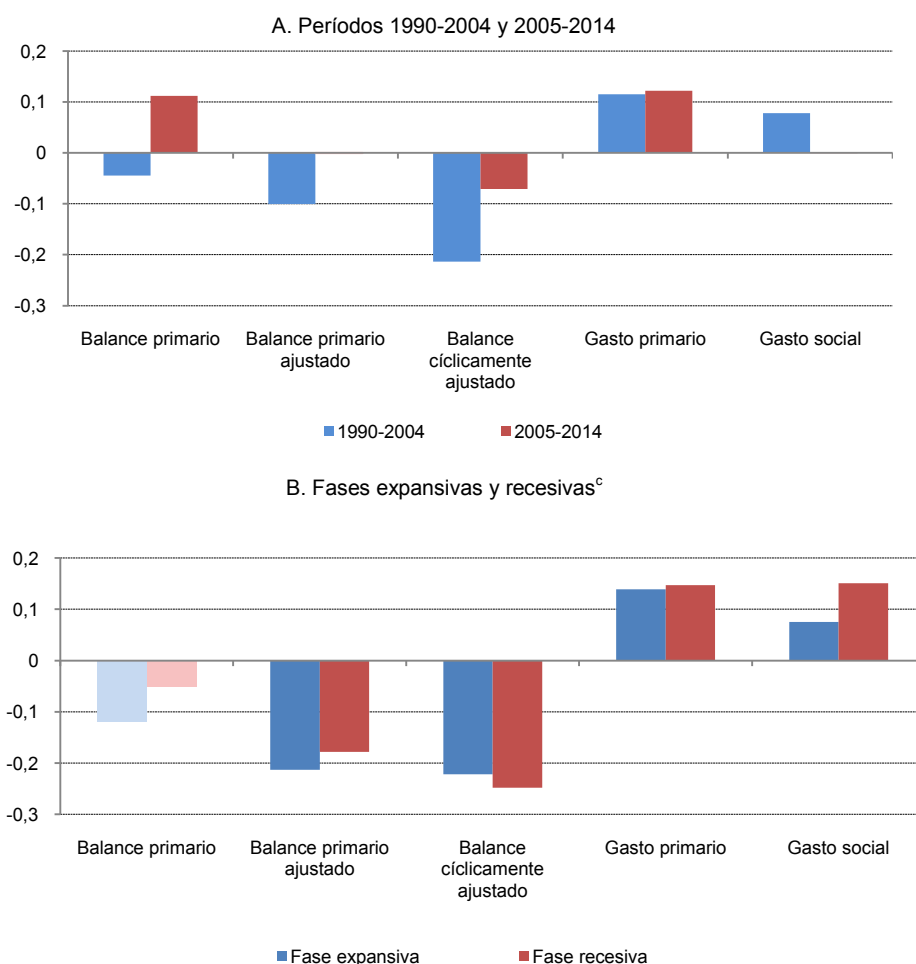 A. Períodos 1990-2004 y 2005-2014
0,2
0,1
0
-0,1
-0,2
-0,3
Balance primario
Balance primario
ajustado
Balance
cíclicamente
ajustado
Gasto primario
Gasto social
1990-2004
2005-2014
B. Fases expansivas y recesivasc
0,2
0,1
0
-0,1
-0,2
-0,3
Balance primario
Balance primario
ajustado
Balance
cíclicamente
ajustado
Gasto primario
Gasto social
Fase expansiva
Fase recesiva